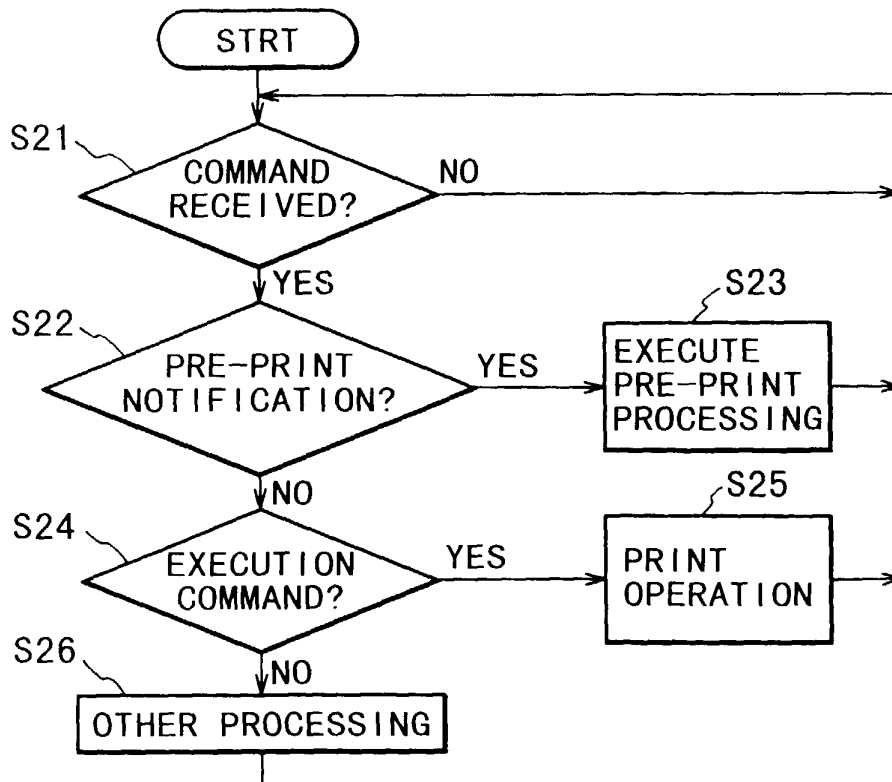 STRT
S21
COMMAND
RECEIVED?
NO
YES
S22
PRE-PRINT
NOTIFICATION?
YES
S23
EXECUTE
PRE-PRINT
PROCESSING
NO
S24
EXECUTION
COMMAND?
YES
S25
PRINT
OPERATION
NO
S26
OTHER PROCESSING